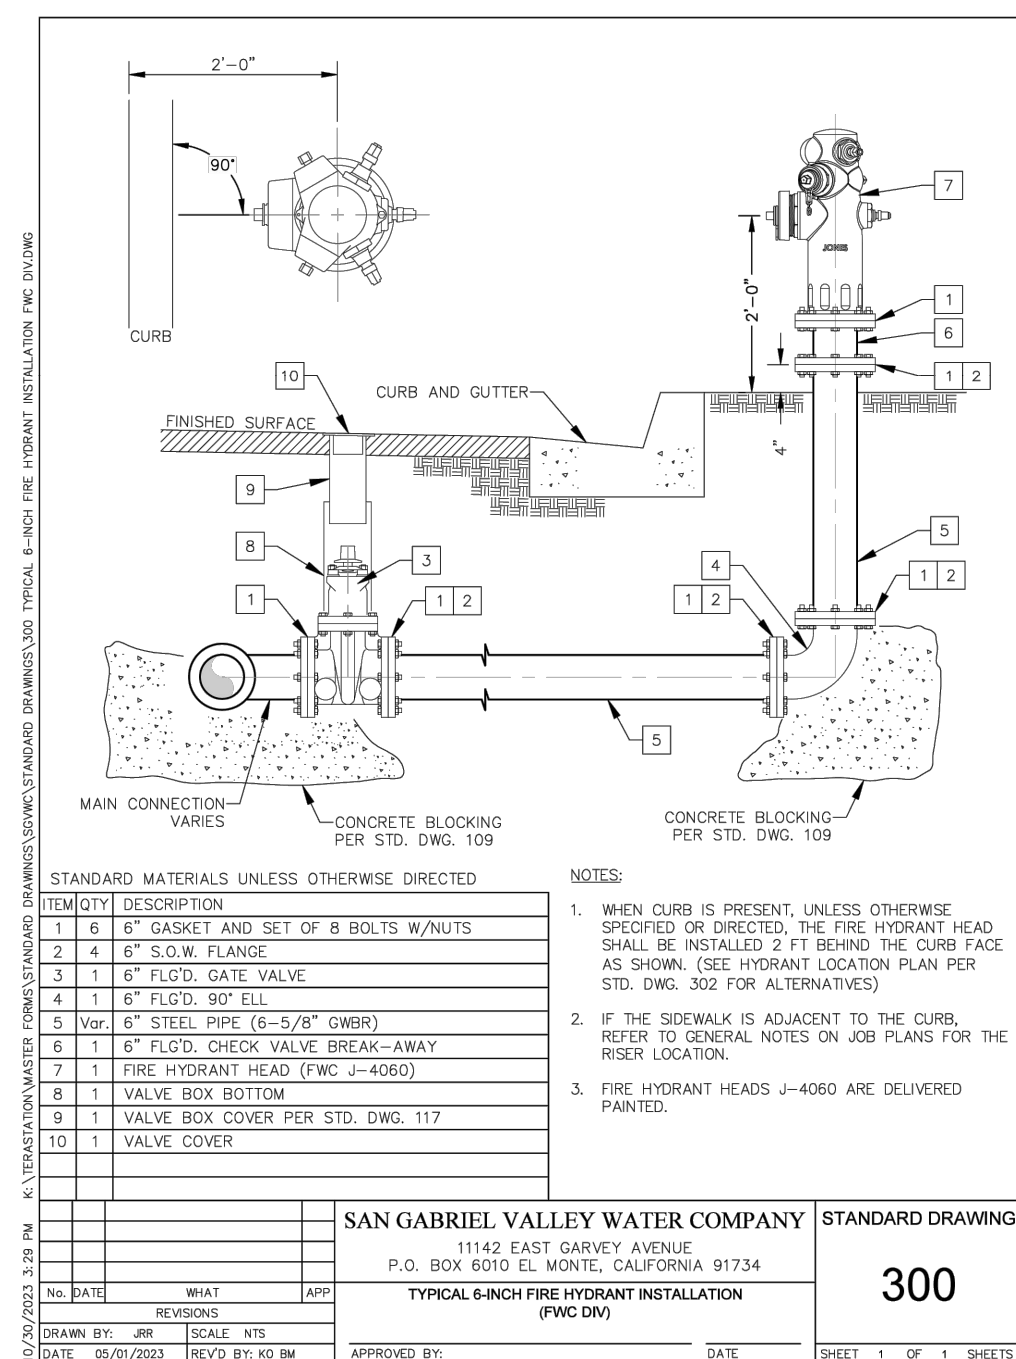 2'-0"
90°
CURB
7
JONES
2'-0"
1
6
1 2
10
CURB AND GUTTER
FINISHED SURFACE
4"
9
8
3
5
4
1
1 2
1 2
1 2
5
MAIN CONNECTION
VARIES
CONCRETE BLOCKING
PER STD. DWG. 109
CONCRETE BLOCKING
PER STD. DWG. 109
STANDARD MATERIALS UNLESS OTHERWISE DIRECTED
ITEM QTY DESCRIPTION
1 6 6" GASKET AND SET OF 8 BOLTS W/NUTS
2 4 6" S.O.W. FLANGE
3 1 6" FLG'D. GATE VALVE
4 1 6" FLG'D. 90° ELL
5 Var. 6" STEEL PIPE (6-5/8" GWBR)
6 1 6" FLG'D. CHECK VALVE BREAK-AWAY
7 1 FIRE HYDRANT HEAD (FWC J-4060)
8 1 VALVE BOX BOTTOM
9 1 VALVE BOX COVER PER STD. DWG. 117
10 1 VALVE COVER
NOTES:
1. WHEN CURB IS PRESENT, UNLESS OTHERWISE
SPECIFIED OR DIRECTED, THE FIRE HYDRANT HEAD
SHALL BE INSTALLED 2 FT BEHIND THE CURB FACE
AS SHOWN. (SEE HYDRANT LOCATION PLAN PER
STD. DWG. 302 FOR ALTERNATIVES)
2. IF THE SIDEWALK IS ADJACENT TO THE CURB,
REFER TO GENERAL NOTES ON JOB PLANS FOR THE
RISER LOCATION.
3. FIRE HYDRANT HEADS J-4060 ARE DELIVERED
PAINTED.
No. DATE WHAT APP
REVISIONS
DRAWN BY: JRR SCALE NTS
DATE 05/01/2023 REV'D BY: KO BM
SAN GABRIEL VALLEY WATER COMPANY
11142 EAST GARVEY AVENUE
P.O. BOX 6010 EL MONTE, CALIFORNIA 91734
TYPICAL 6-INCH FIRE HYDRANT INSTALLATION
(FWC DIV)
APPROVED BY: DATE
STANDARD DRAWING
300
SHEET 1 OF 1 SHEETS
10/30/2023 3:29 PM K:\TERASTATION\MASTER FORMS\STANDARD DRAWINGS\SGVWC\STANDARD DRAWINGS\300 TYPICAL 6-INCH FIRE HYDRANT INSTALLATION FWC DIV.DWG